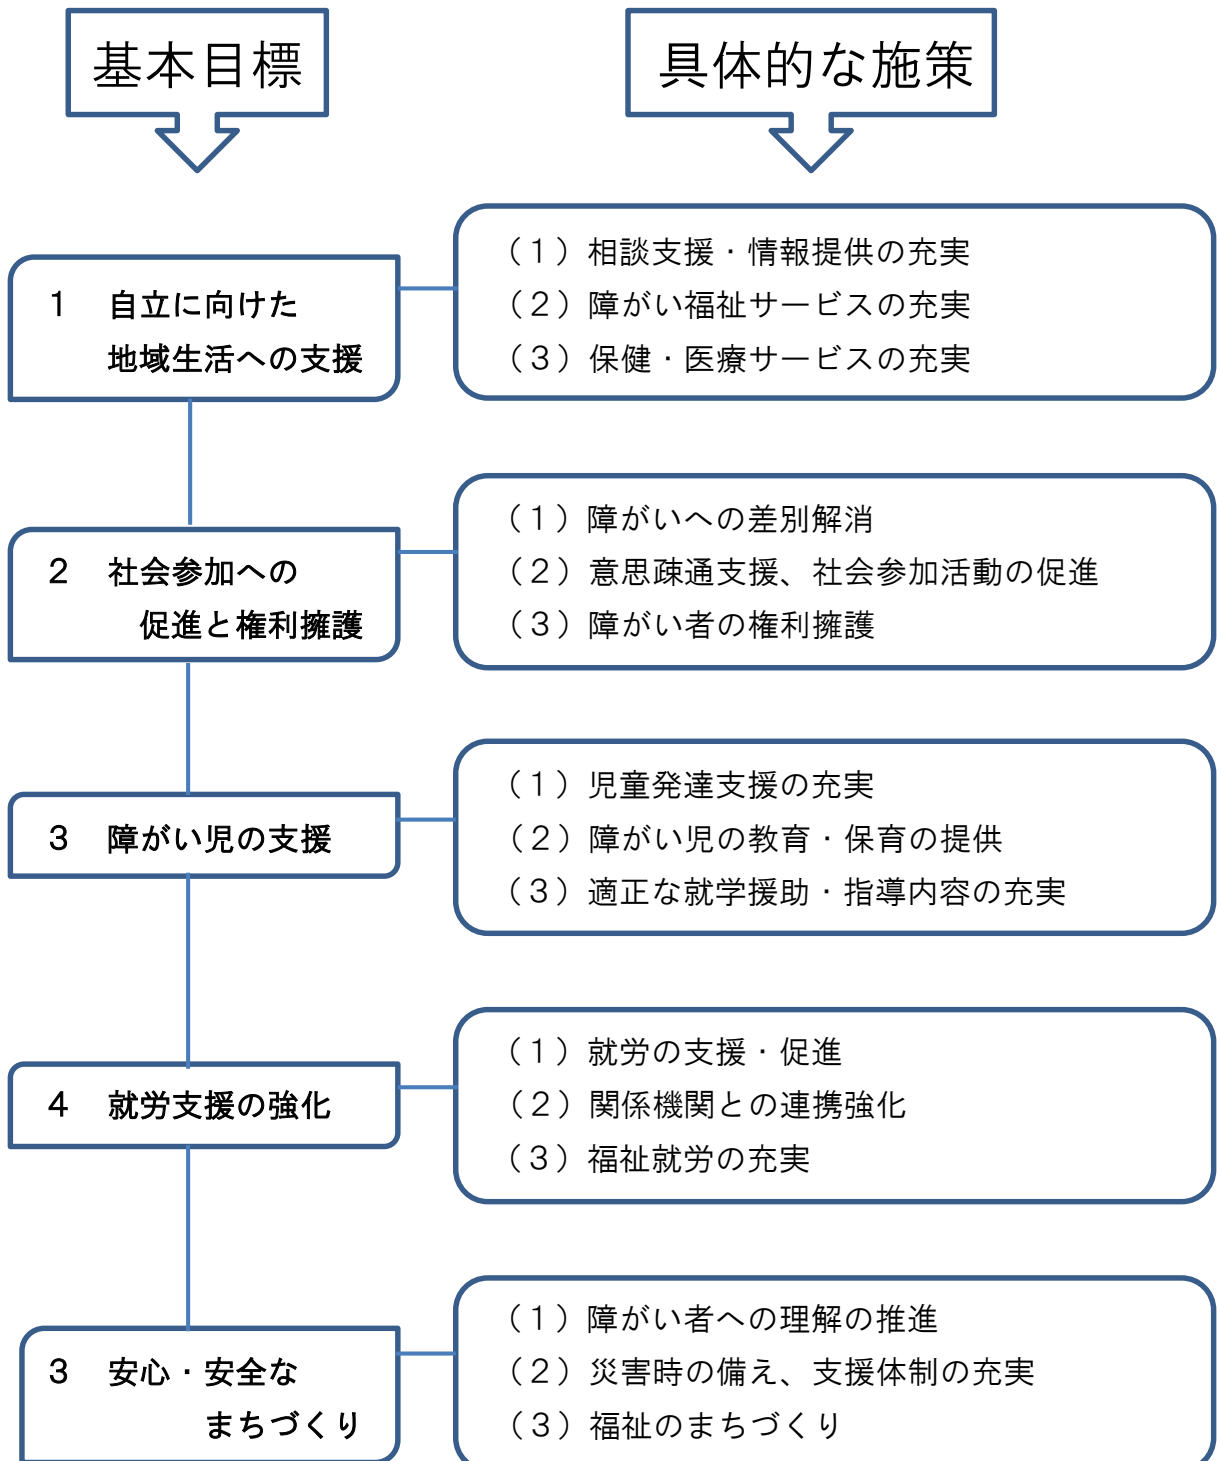 基本目標
具体的な施策
１ 自立に向けた
地域生活への支援
（１）相談支援・情報提供の充実
（２）障がい福祉サービスの充実
（３）保健・医療サービスの充実
２ 社会参加への
促進と権利擁護
（１）障がいへの差別解消
（２）意思疎通支援、社会参加活動の促進
（３）障がい者の権利擁護
３ 障がい児の支援
（１）児童発達支援の充実
（２）障がい児の教育・保育の提供
（３）適正な就学援助・指導内容の充実
４ 就労支援の強化
（１）就労の支援・促進
（２）関係機関との連携強化
（３）福祉就労の充実
３ 安心・安全な
まちづくり
（１）障がい者への理解の推進
（２）災害時の備え、支援体制の充実
（３）福祉のまちづくり